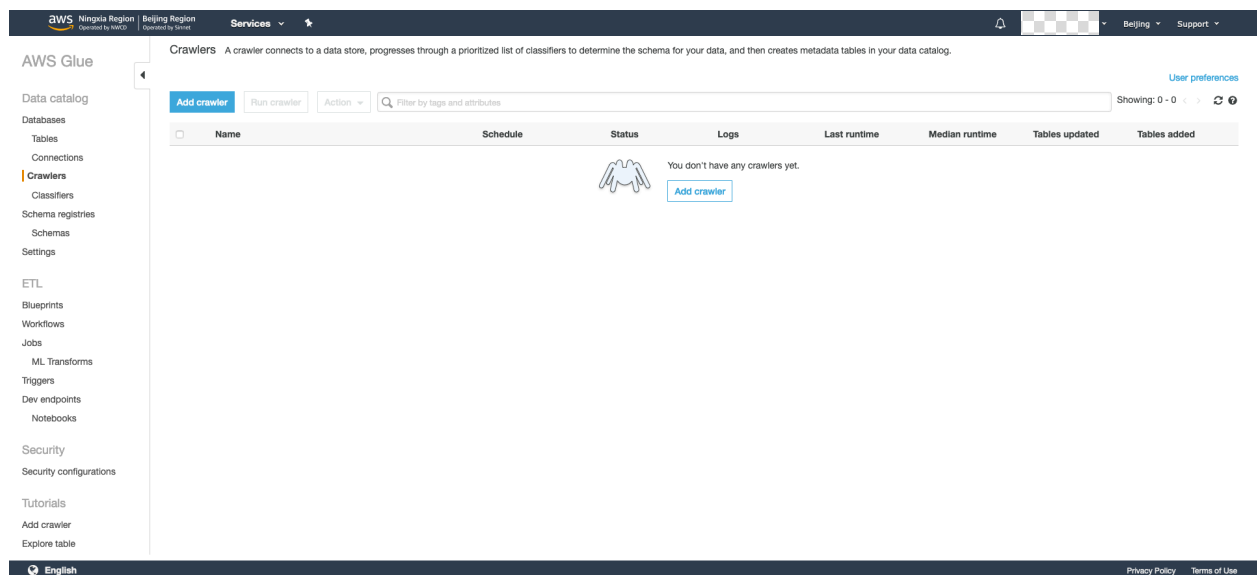 aws Ningxia Region Beijing Region Services Beijing Support
Operated by NWCD Operated by Sinnet
AWS Glue
Crawlers A crawler connects to a data store, progresses through a prioritized list of classifiers to determine the schema for your data, and then creates metadata tables in your data catalog.
User preferences
Add crawler Run crawler Action Filter by tags and attributes Showing: 0 - 0
Name Schedule Status Logs Last runtime Median runtime Tables updated Tables added
You don't have any crawlers yet.
Add crawler
Data catalog
Databases
Tables
Connections
Crawlers
Classifiers
Schema registries
Schemas
Settings
ETL
Blueprints
Workflows
Jobs
ML Transforms
Triggers
Dev endpoints
Notebooks
Security
Security configurations
Tutorials
Add crawler
Explore table
English Privacy Policy Terms of Use